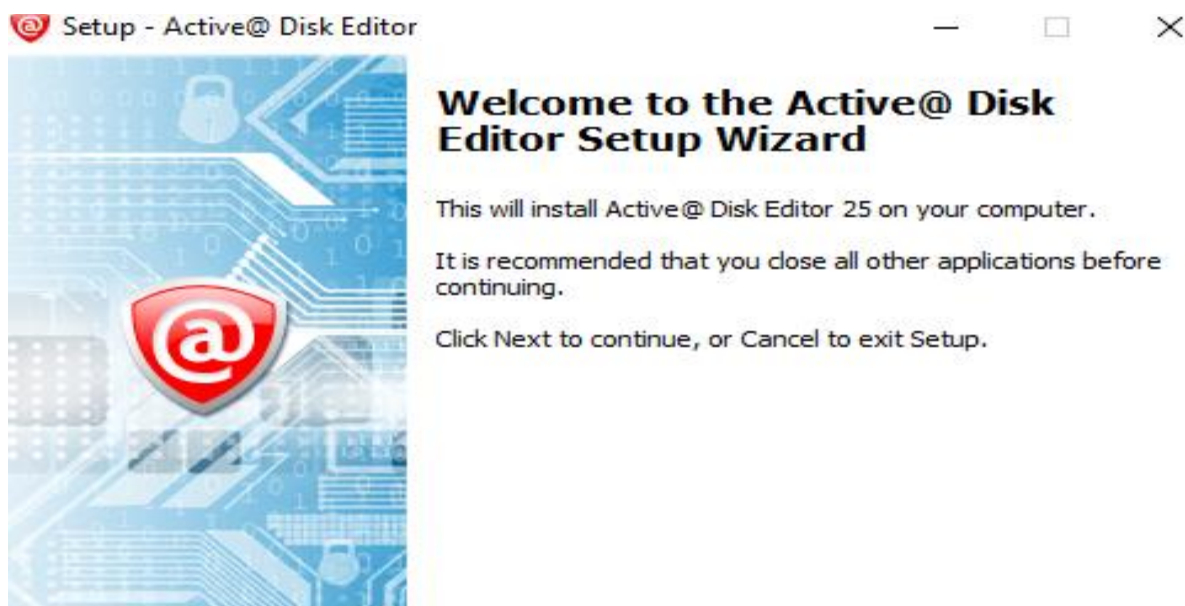 Setup - Active@ Disk Editor
Welcome to the Active@ Disk
Editor Setup Wizard
This will install Active@ Disk Editor 25 on your computer.
It is recommended that you close all other applications before
continuing.
Click Next to continue, or Cancel to exit Setup.